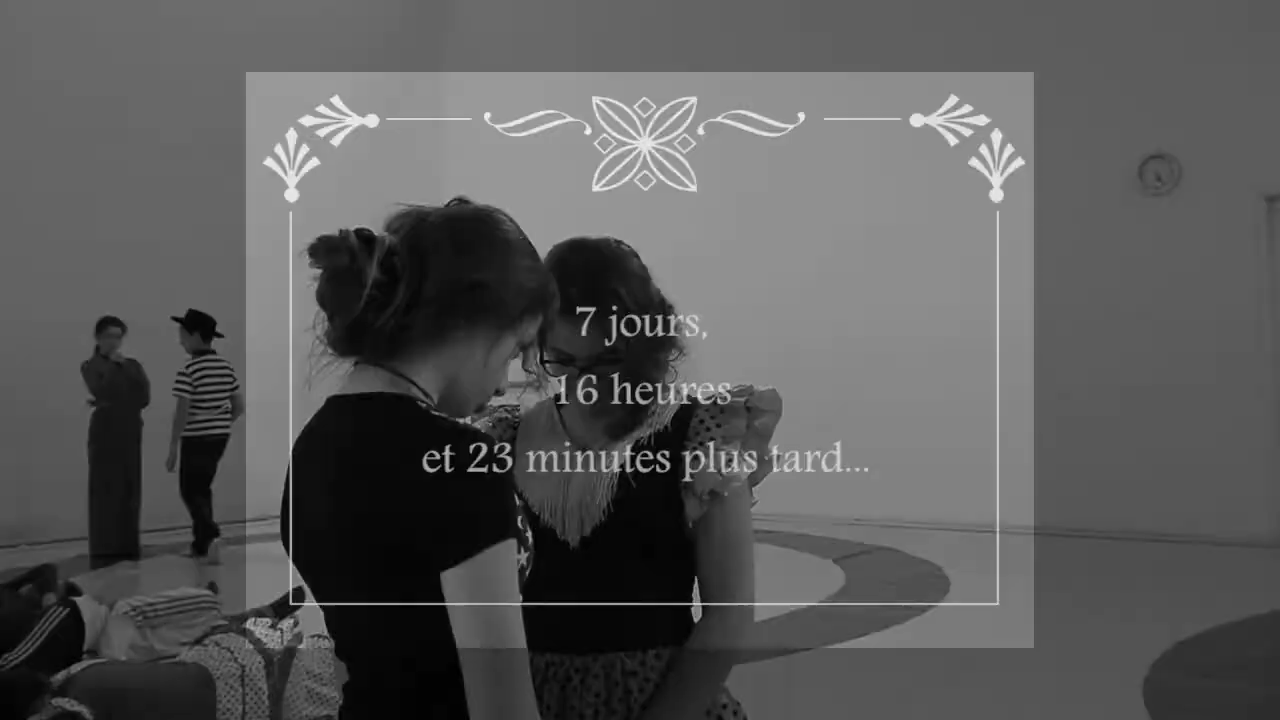 7 jours,
16 heures
et 23 minutes plus tard...